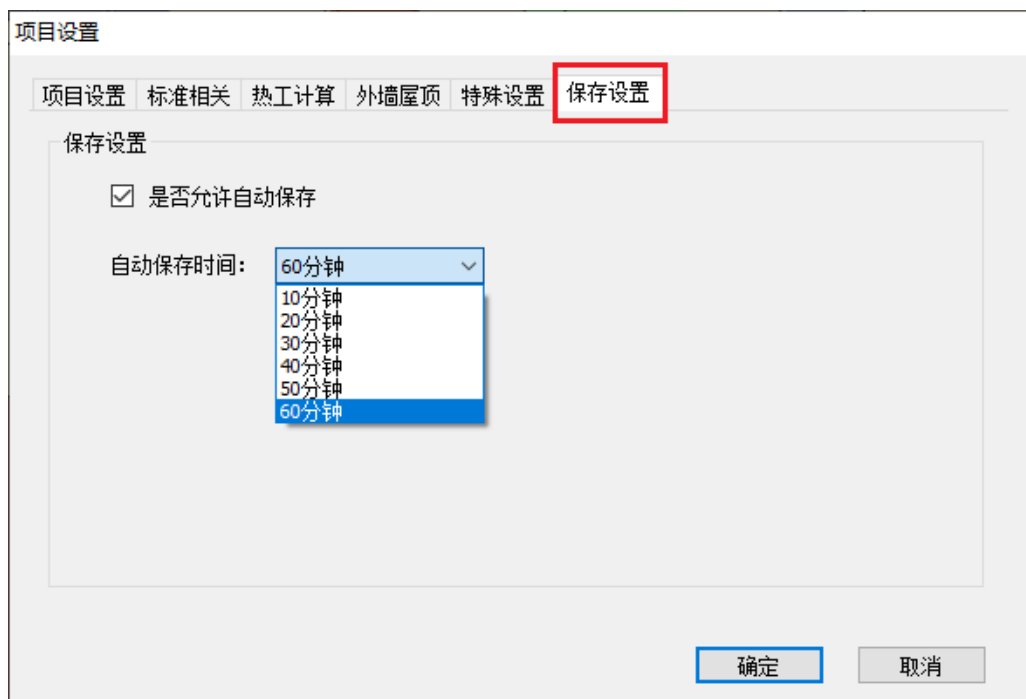 项目设置
项目设置 标准相关 热工计算 外墙屋顶 特殊设置 保存设置
保存设置
是否允许自动保存
自动保存时间： 60分钟
10分钟
20分钟
30分钟
40分钟
50分钟
60分钟
确定 取消